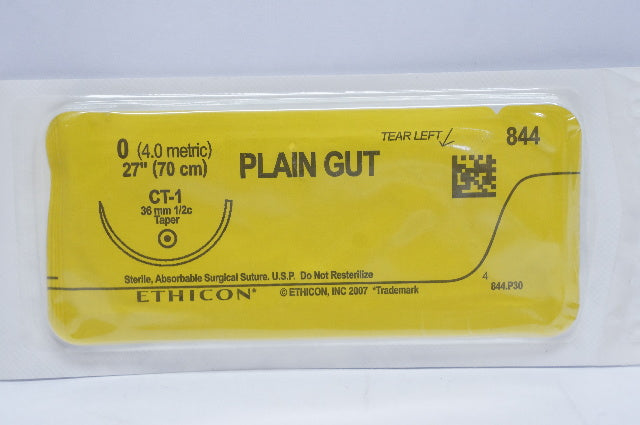 0 (4.0 metric)
27" (70 cm)
CT-1
36 mm 1/2c
Taper
PLAIN GUT
TEAR LEFT
844
Sterile, Absorbable Surgical Suture. U.S.P. Do Not Resterilize
ETHICON* © ETHICON, INC 2007 *Trademark
4
844.P30